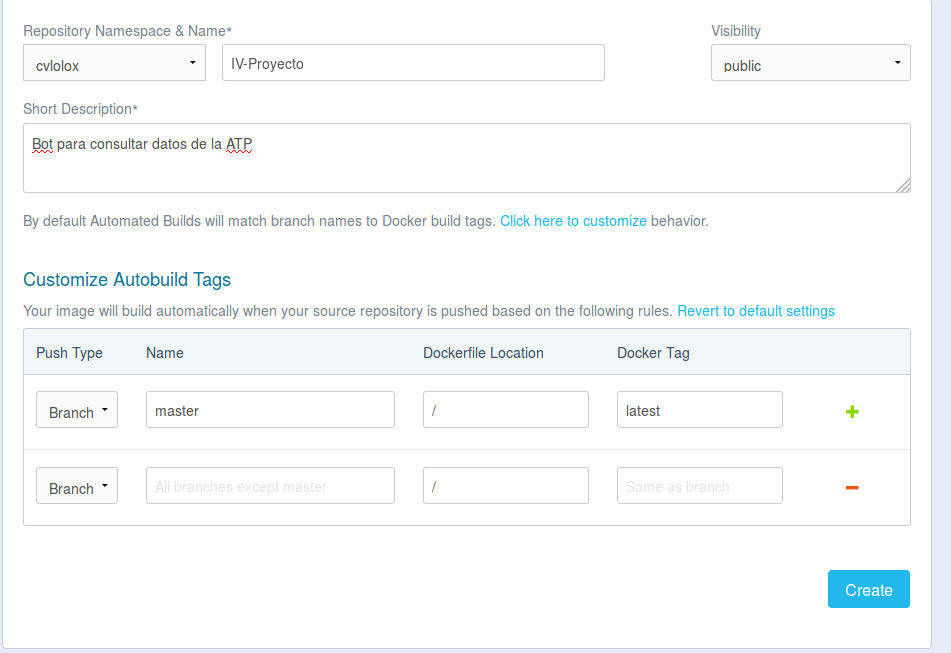 Repository Namespace & Name* Visibility
cvlolox IV-Proyecto public
Short Description*
Bot para consultar datos de la ATP
By default Automated Builds will match branch names to Docker build tags. Click here to customize behavior.
Customize Autobuild Tags
Your image will build automatically when your source repository is pushed based on the following rules. Revert to default settings
Push Type Name Dockerfile Location Docker Tag
Branch master / latest
Branch All branches except master / Same as branch
Create